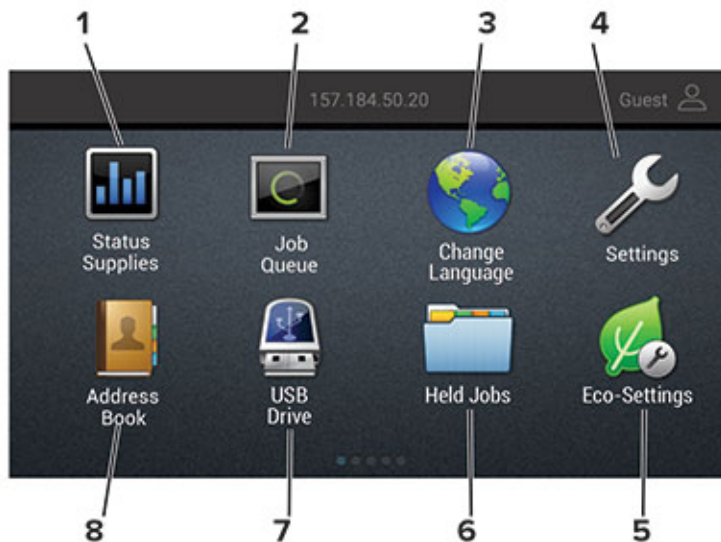 1 2 3 4
157.184.50.20 Guest
Status Supplies
Job Queue
Change Language
Settings
Address Book
USB Drive
Held Jobs
Eco-Settings
8 7 6 5